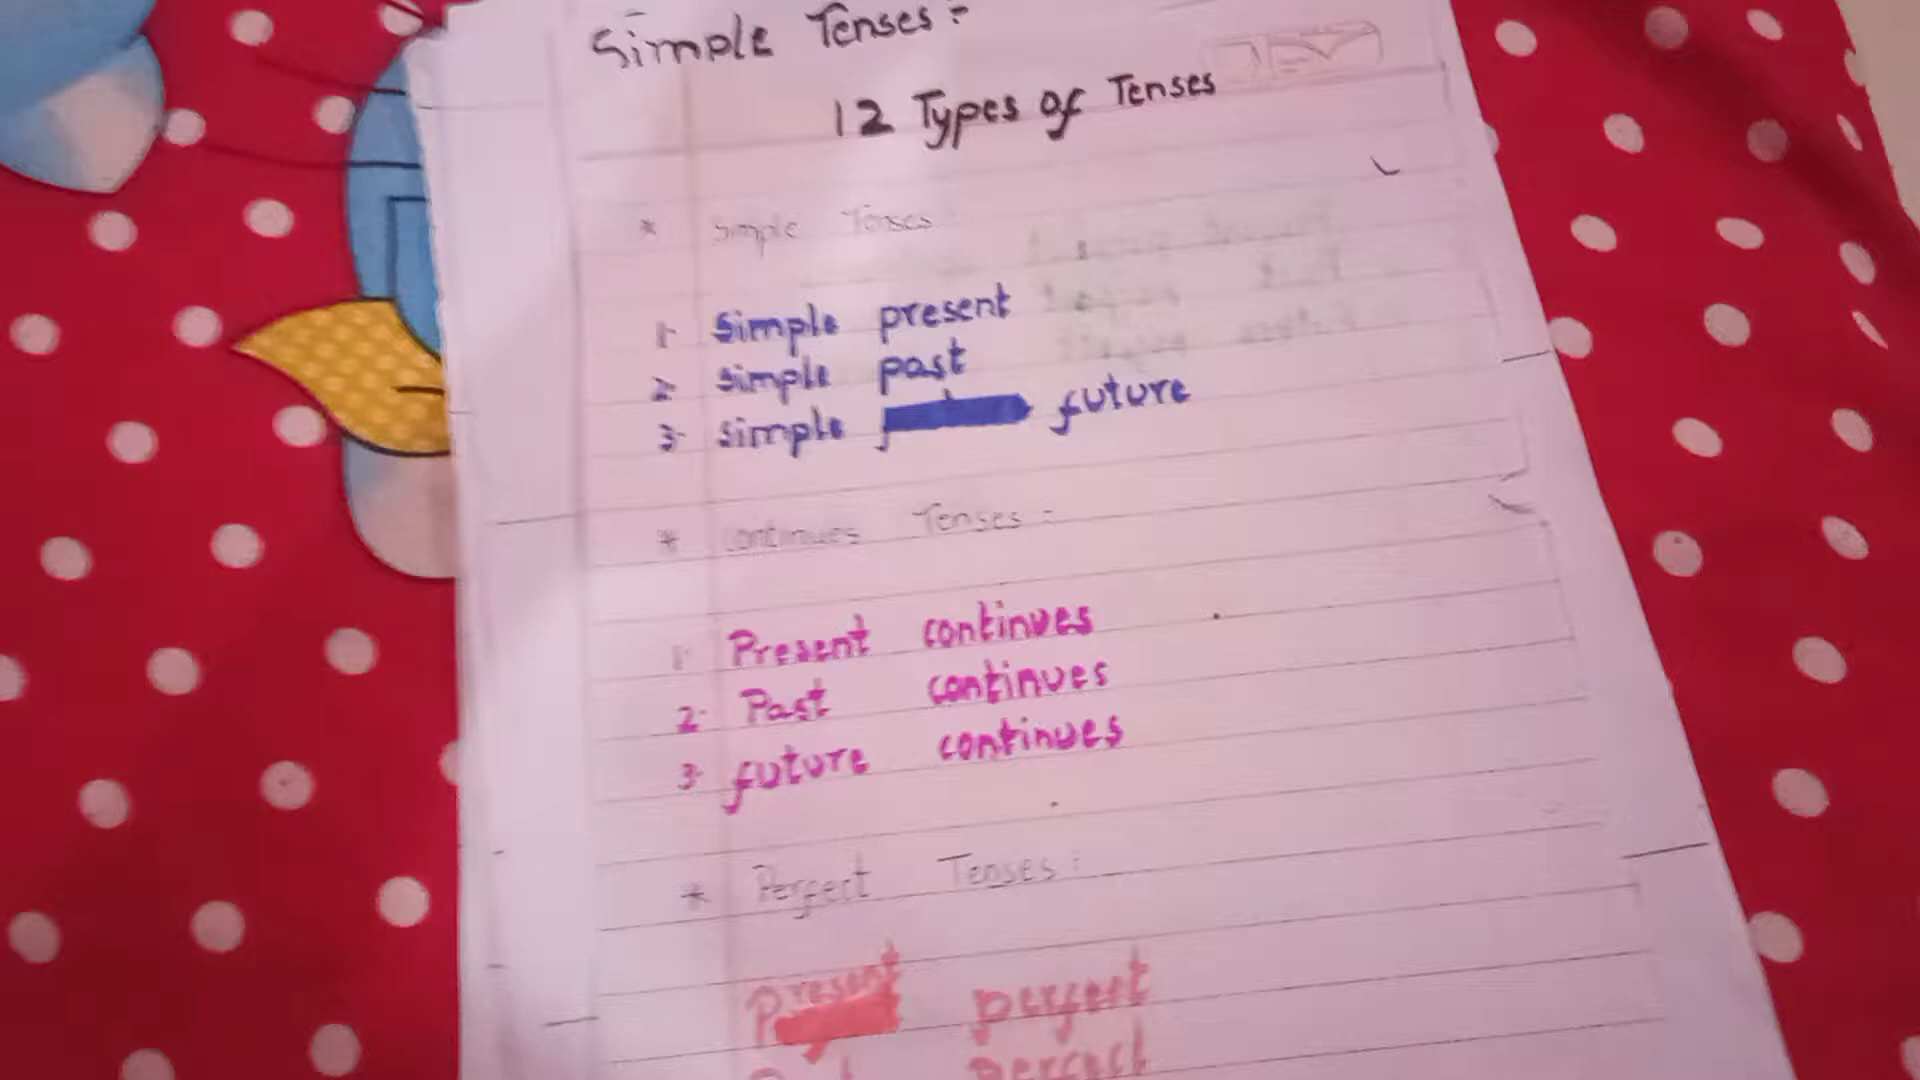 Simple Tenses:
12 Types of Tenses
* Simple Tenses:
1. Simple present
2. Simple past
3. Simple future
* Continues Tenses:
1. Present continues
2. Past continues
3. future continues
* Perfect Tenses:
Present perfect
perfect